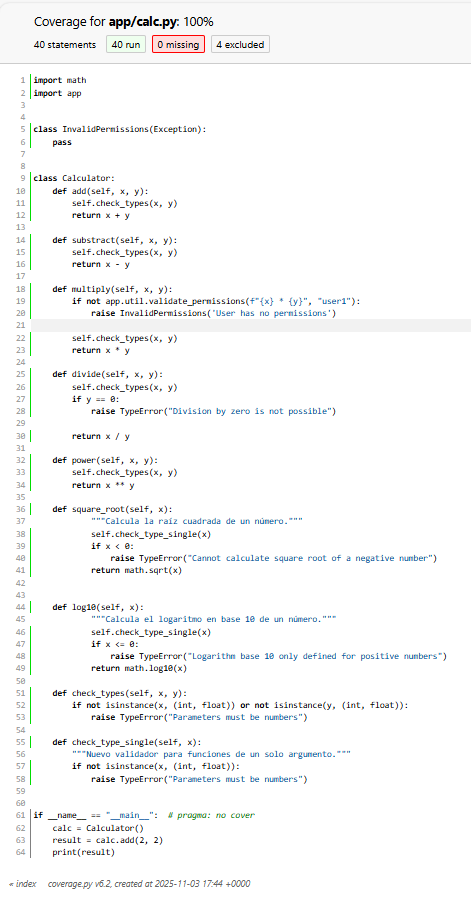 Coverage for app/calc.py: 100%
40 statements 40 run 0 missing 4 excluded
1 import math
2 import app
3
4
5 class InvalidPermissions(Exception):
6 pass
7
8
9 class Calculator:
10 def add(self, x, y):
11 self.check_types(x, y)
12 return x + y
13
14 def substract(self, x, y):
15 self.check_types(x, y)
16 return x - y
17
18 def multiply(self, x, y):
19 if not app.util.validate_permissions(f"{x} * {y}", "user1"):
20 raise InvalidPermissions('User has no permissions')
21
22 self.check_types(x, y)
23 return x * y
24
25 def divide(self, x, y):
26 self.check_types(x, y)
27 if y == 0:
28 raise TypeError("Division by zero is not possible")
29
30 return x / y
31
32 def power(self, x, y):
33 self.check_types(x, y)
34 return x ** y
35
36 def square_root(self, x):
37 """Calcula la raíz cuadrada de un número."""
38 self.check_type_single(x)
39 if x < 0:
40 raise TypeError("Cannot calculate square root of a negative number")
41 return math.sqrt(x)
42
43
44 def log10(self, x):
45 """Calcula el logaritmo en base 10 de un número."""
46 self.check_type_single(x)
47 if x <= 0:
48 raise TypeError("Logarithm base 10 only defined for positive numbers")
49 return math.log10(x)
50
51 def check_types(self, x, y):
52 if not isinstance(x, (int, float)) or not isinstance(y, (int, float)):
53 raise TypeError("Parameters must be numbers")
54
55 def check_type_single(self, x):
56 """Nuevo validador para funciones de un solo argumento."""
57 if not isinstance(x, (int, float)):
58 raise TypeError("Parameters must be numbers")
59
60
61 if __name__ == "__main__": # pragma: no cover
62 calc = Calculator()
63 result = calc.add(2, 2)
64 print(result)
« index coverage.py v6.2, created at 2025-11-03 17:44 +0000